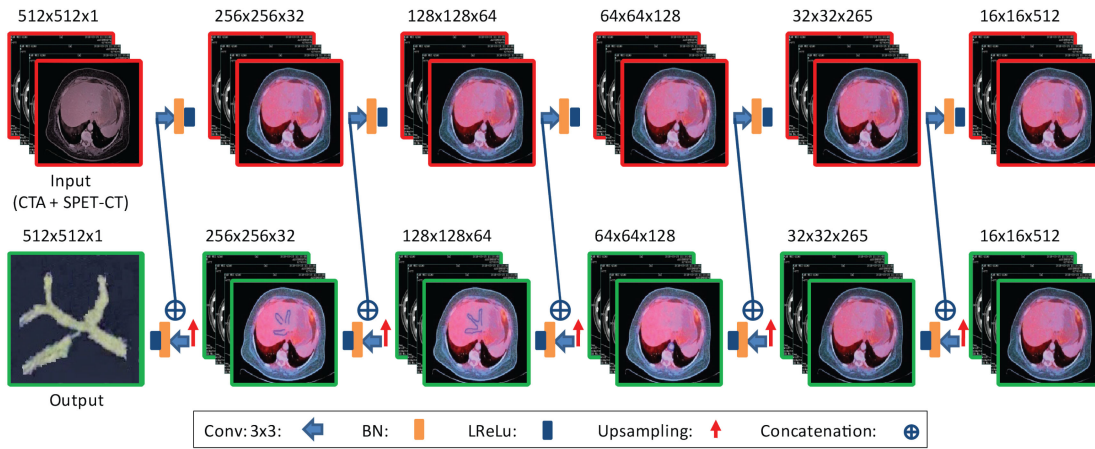 512x512x1 256x256x32 128x128x64 64x64x128 32x32x265 16x16x512
Input
(CTA + SPET-CT)
512x512x1 256x256x32 128x128x64 64x64x128 32x32x265 16x16x512
Output
Conv: 3x3: BN: LReLu: Upsampling: Concatenation: